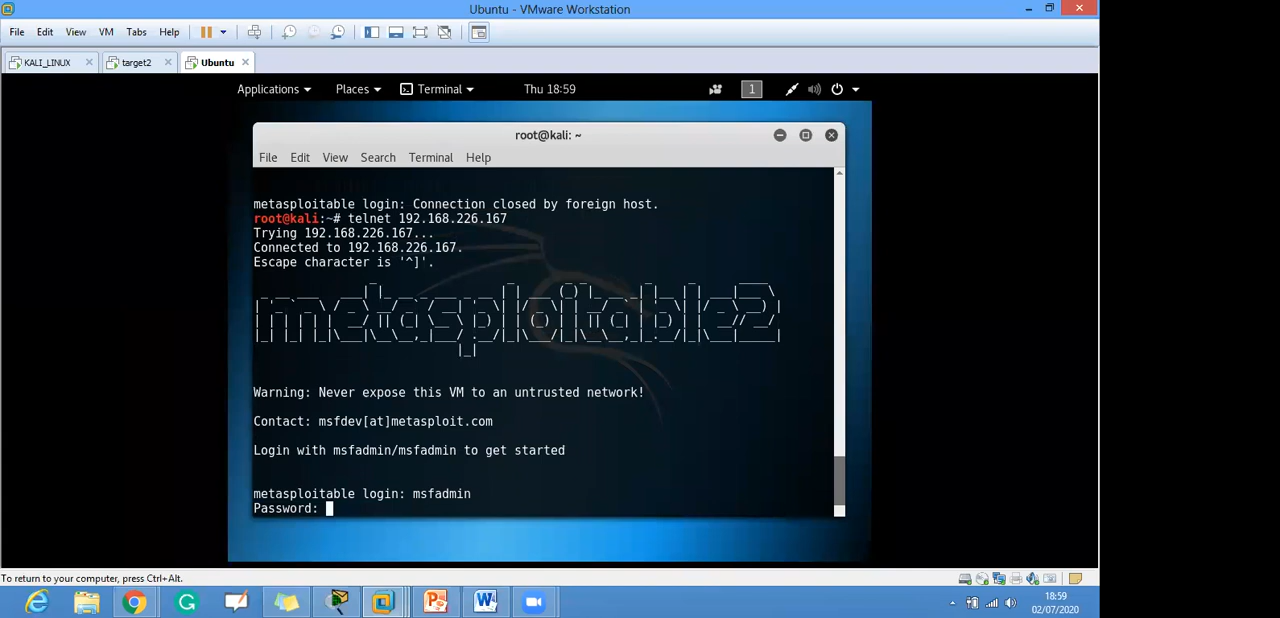 Ubuntu - VMware Workstation
File Edit View VM Tabs Help
KALI_LINUX target2 Ubuntu
Applications Places Terminal Thu 18:59 1
root@kali: ~
File Edit View Search Terminal Help
metasploitable login: Connection closed by foreign host.
root@kali:~# telnet 192.168.226.167
Trying 192.168.226.167...
Connected to 192.168.226.167.
Escape character is '^]'.
metasploitable2
Warning: Never expose this VM to an untrusted network!
Contact: msfdev[at]metasploit.com
Login with msfadmin/msfadmin to get started
metasploitable login: msfadmin
Password:
To return to your computer, press Ctrl+Alt.
18:59
02/07/2020